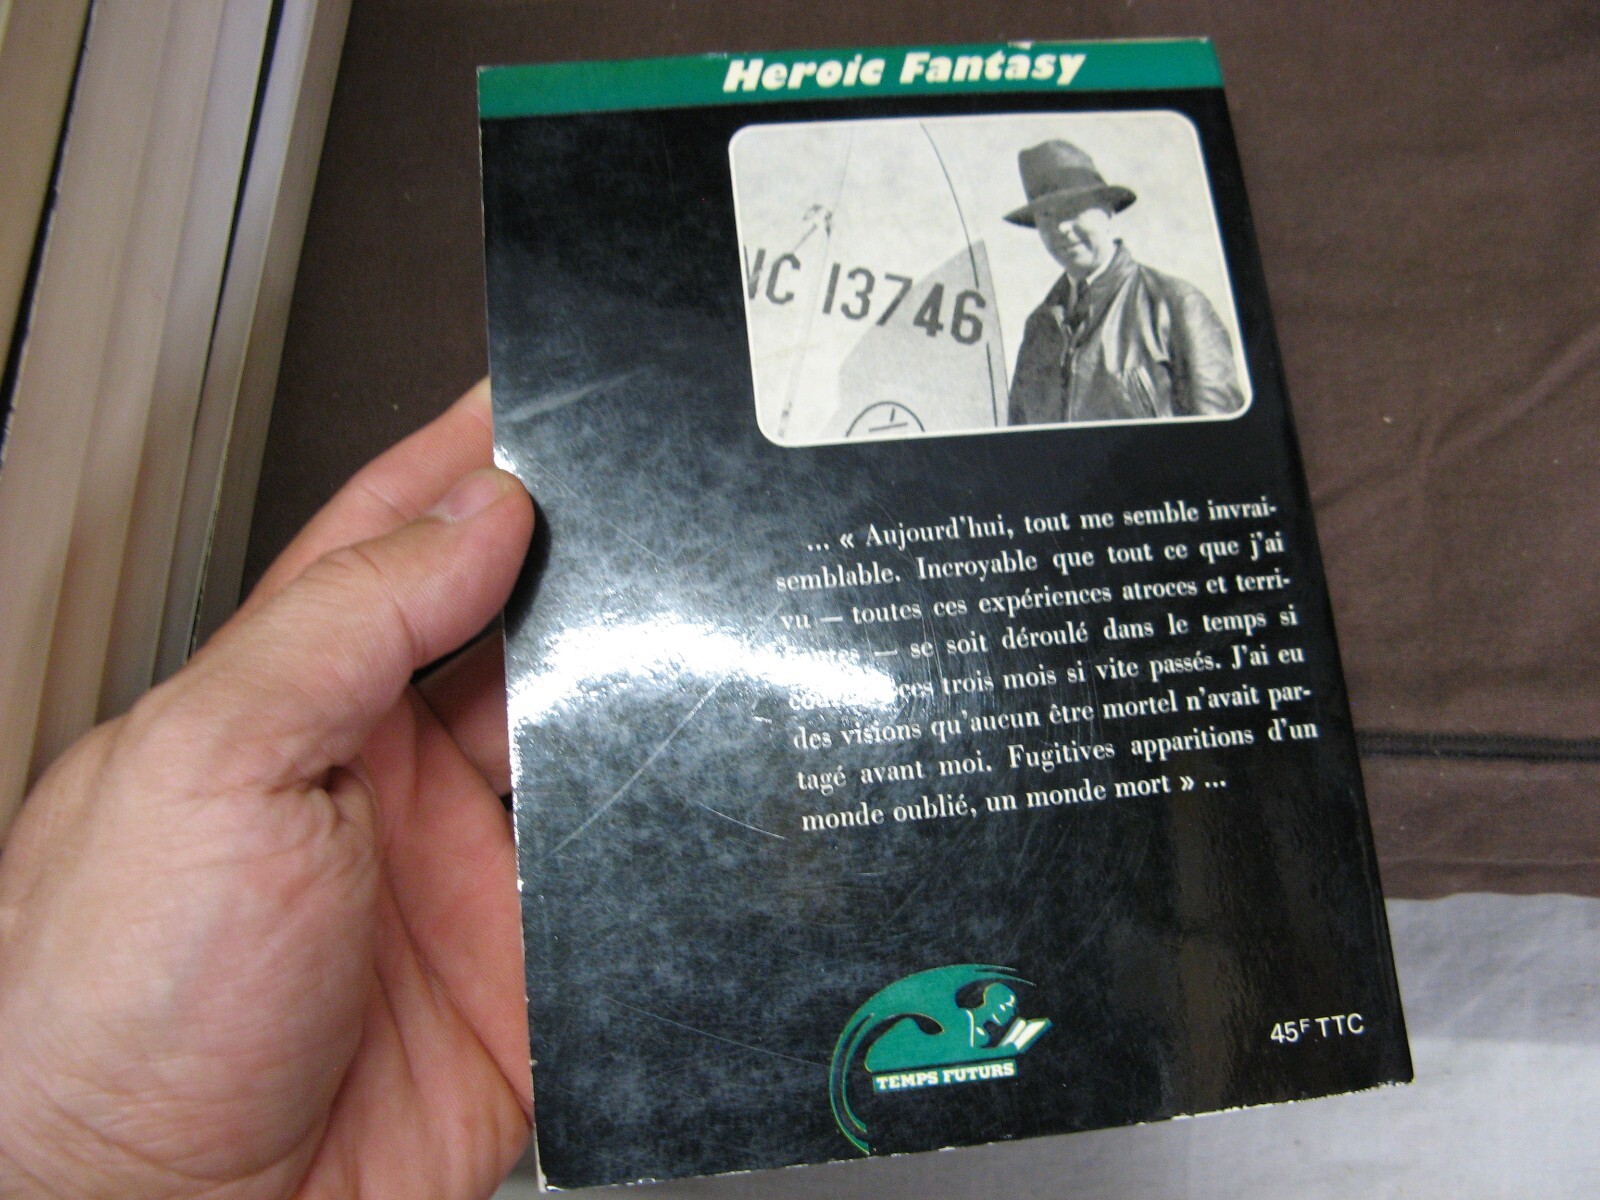 Heroic Fantasy
NC 13746
... « Aujourd'hui, tout me semble invrai-
semblable. Incroyable que tout ce que j'ai
vu — toutes ces expériences atroces et terri-
— se soit déroulé dans le temps si
ces trois mois si vite passés. J'ai eu
des visions qu'aucun être mortel n'avait par-
tagé avant moi. Fugitives apparitions d'un
monde oublié, un monde mort » ...
45F TTC
TEMPS FUTURS